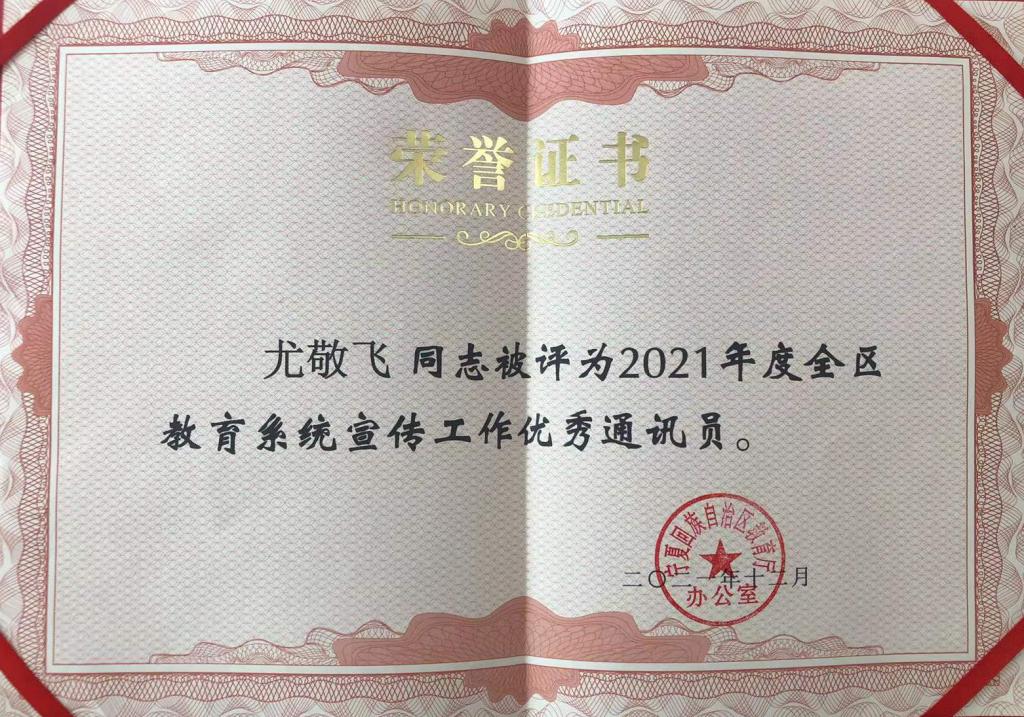 荣誉证书
HONORARY CREDENTIAL
尤敬飞 同志被评为2021年度全区
教育系统宣传工作优秀通讯员。
宁夏回族自治区教育厅
二〇二一年十二月
办公室